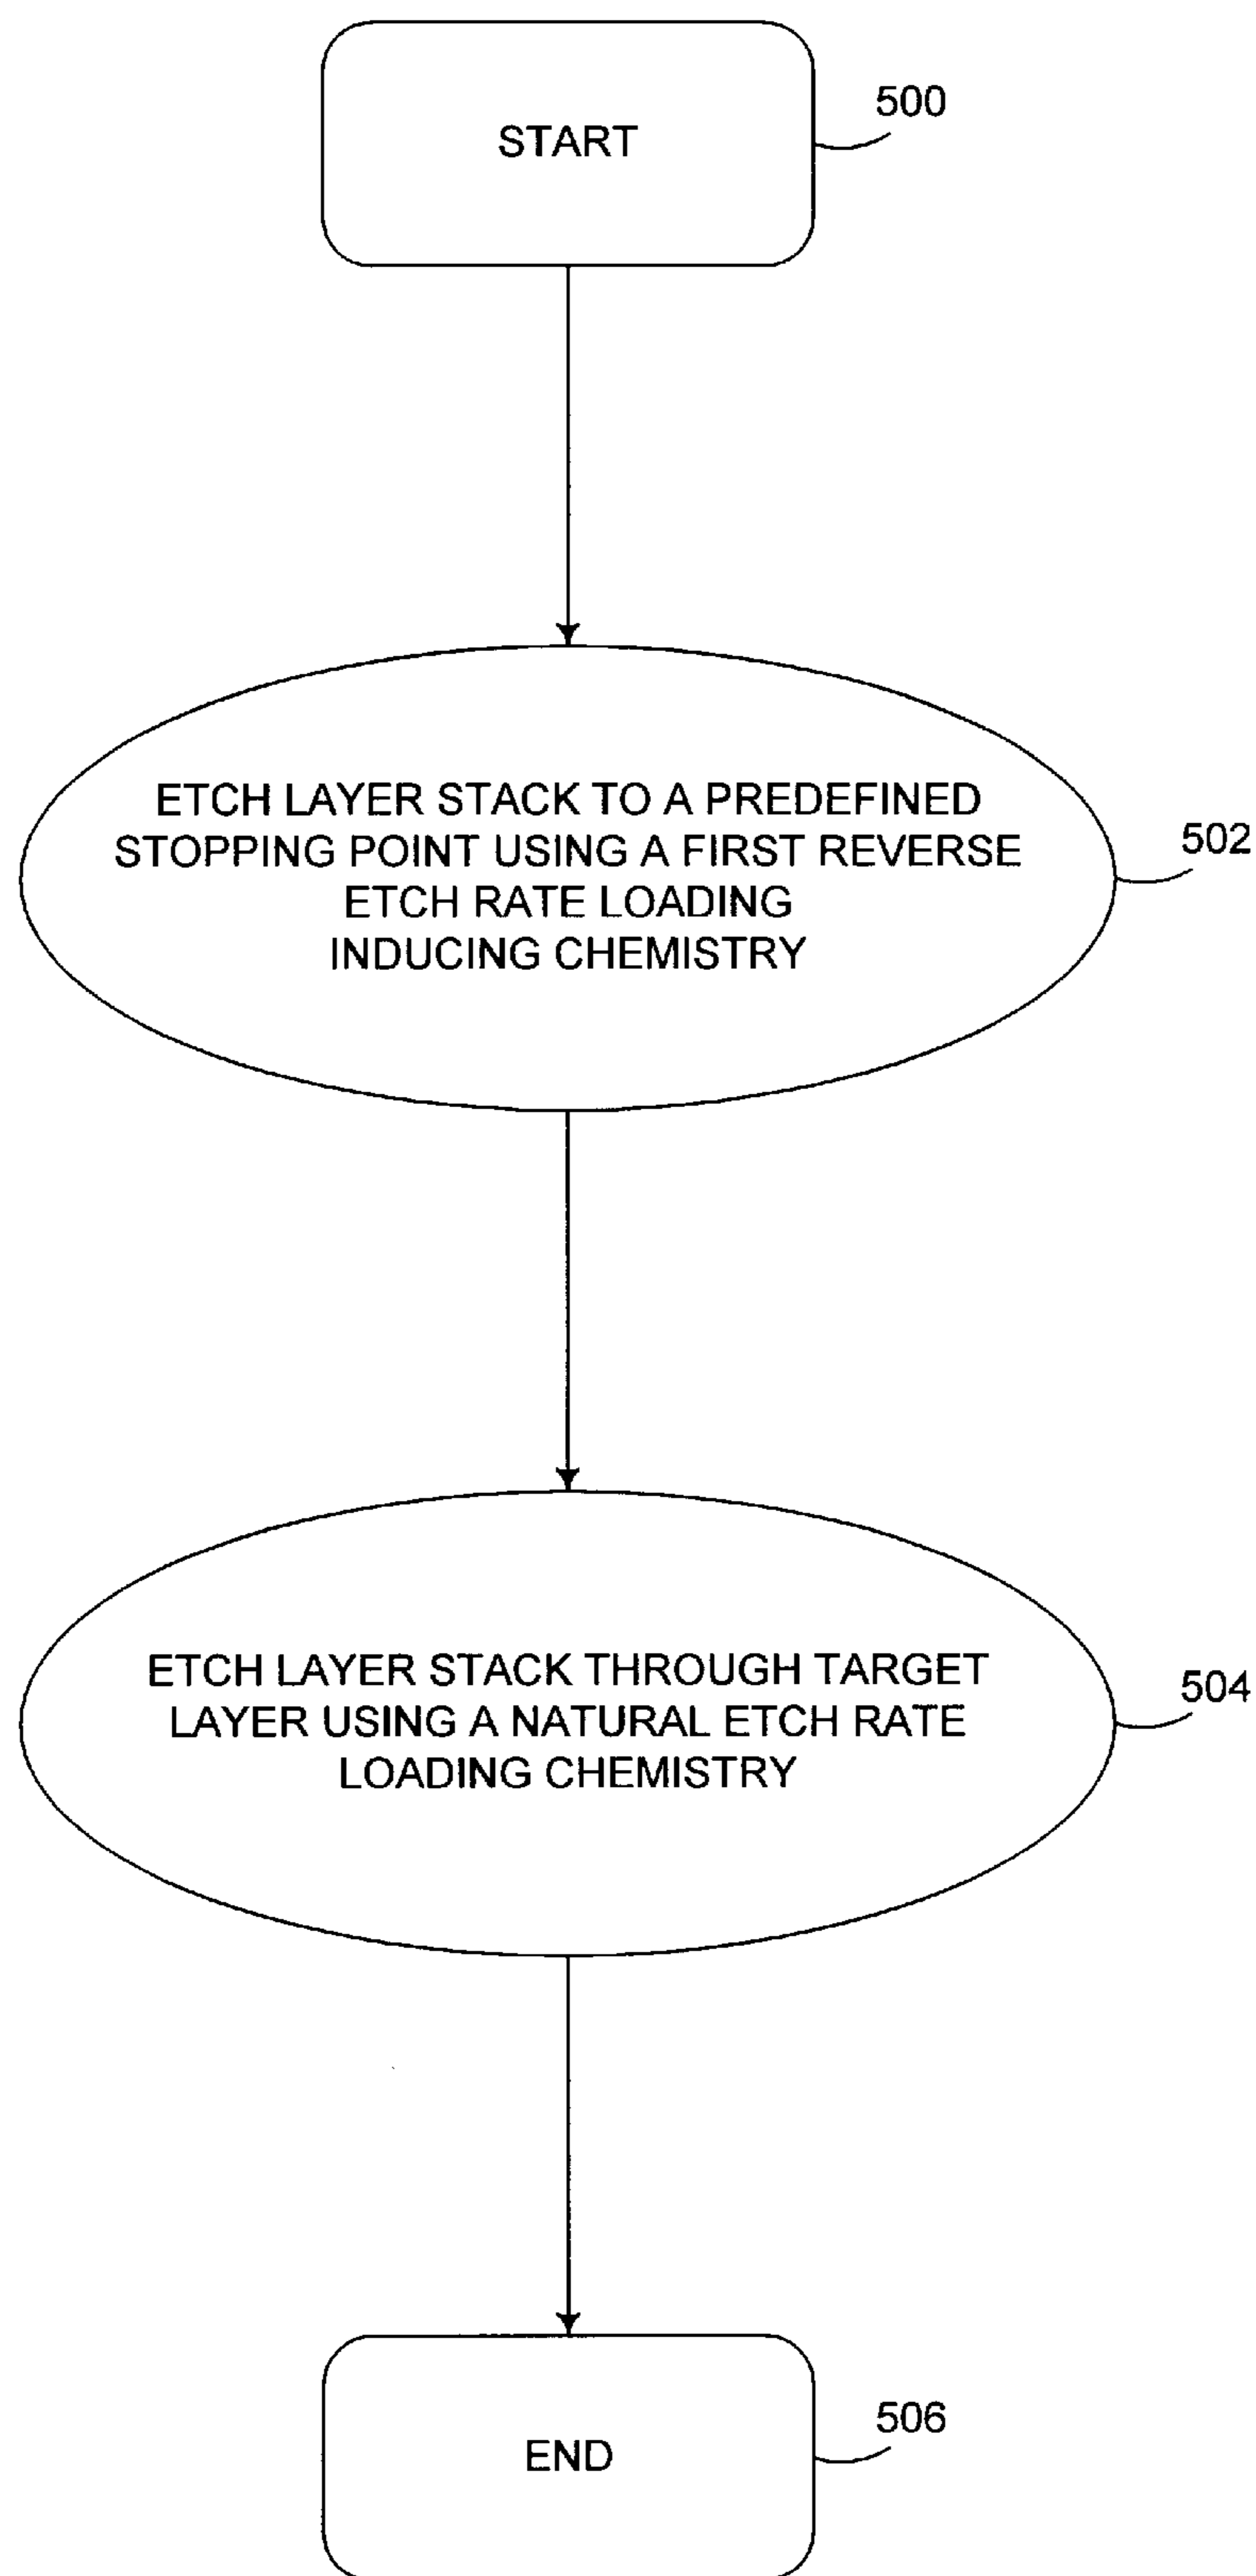 START
500
ETCH LAYER STACK TO A PREDEFINED
STOPPING POINT USING A FIRST REVERSE
ETCH RATE LOADING
INDUCING CHEMISTRY
502
ETCH LAYER STACK THROUGH TARGET
LAYER USING A NATURAL ETCH RATE
LOADING CHEMISTRY
504
END
506